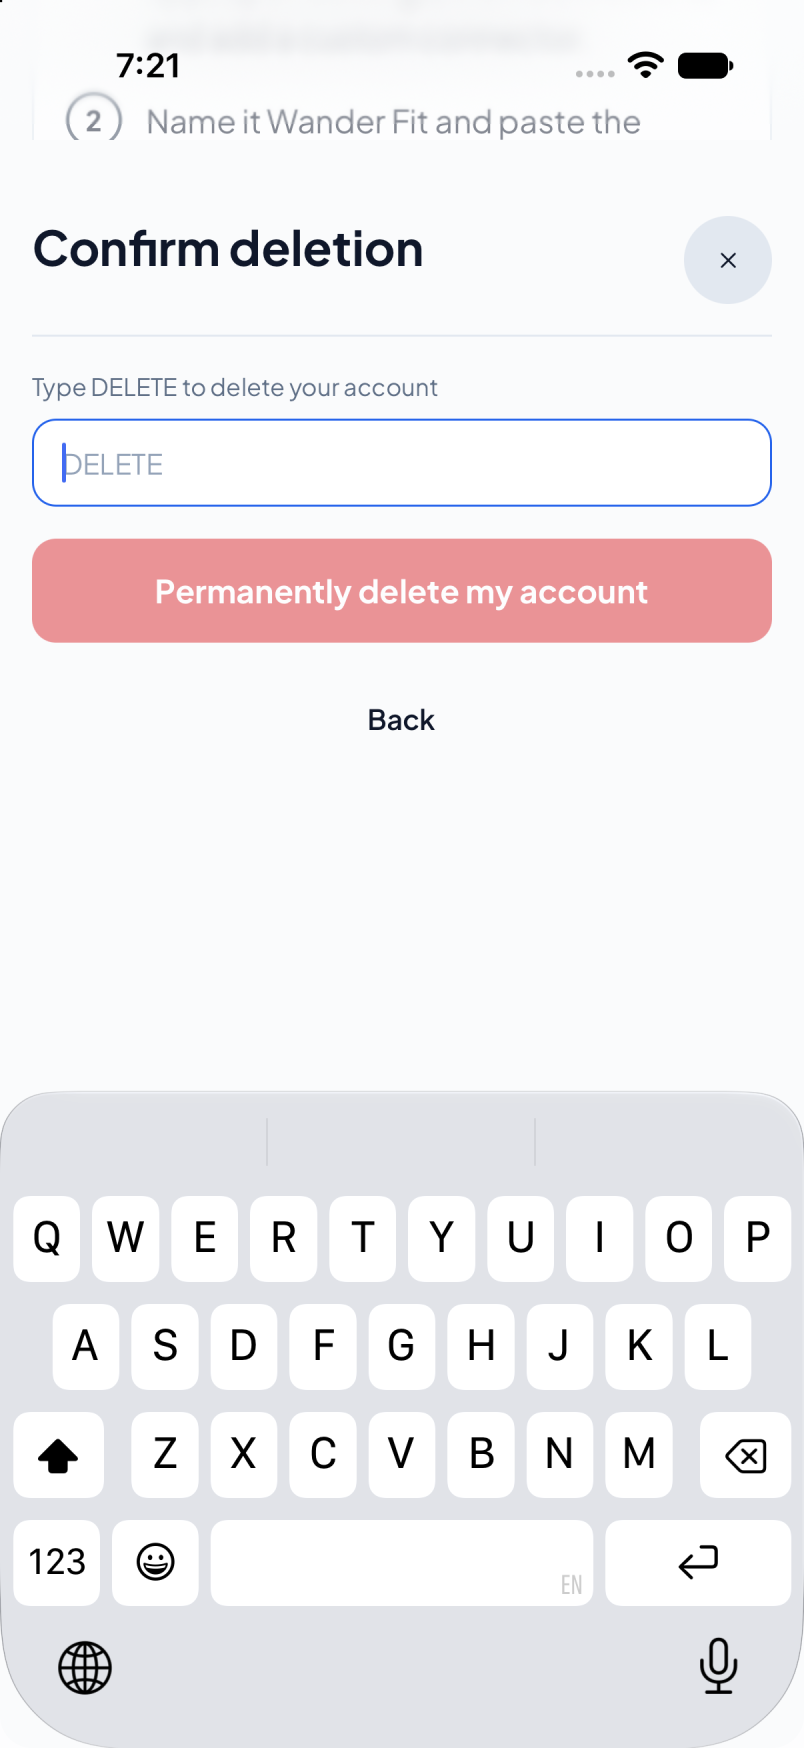 7:21
2 Name it Wander Fit and paste the
Confirm deletion
Type DELETE to delete your account
DELETE
Permanently delete my account
Back
Q W E R T Y U I O P
A S D F G H J K L
Z X C V B N M
123
EN